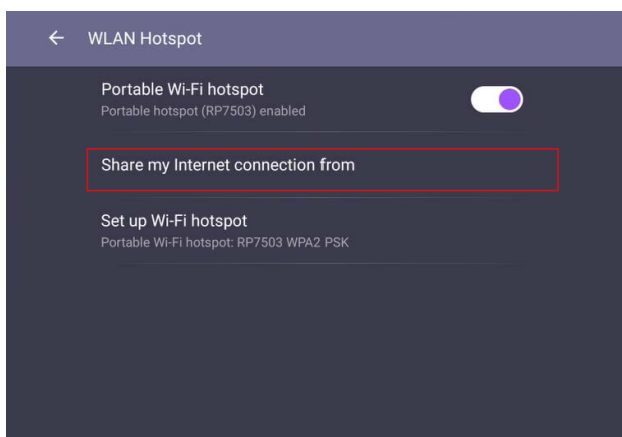 WLAN Hotspot
Portable Wi-Fi hotspot
Portable hotspot (RP7503) enabled
Share my Internet connection from
Set up Wi-Fi hotspot
Portable Wi-Fi hotspot: RP7503 WPA2 PSK